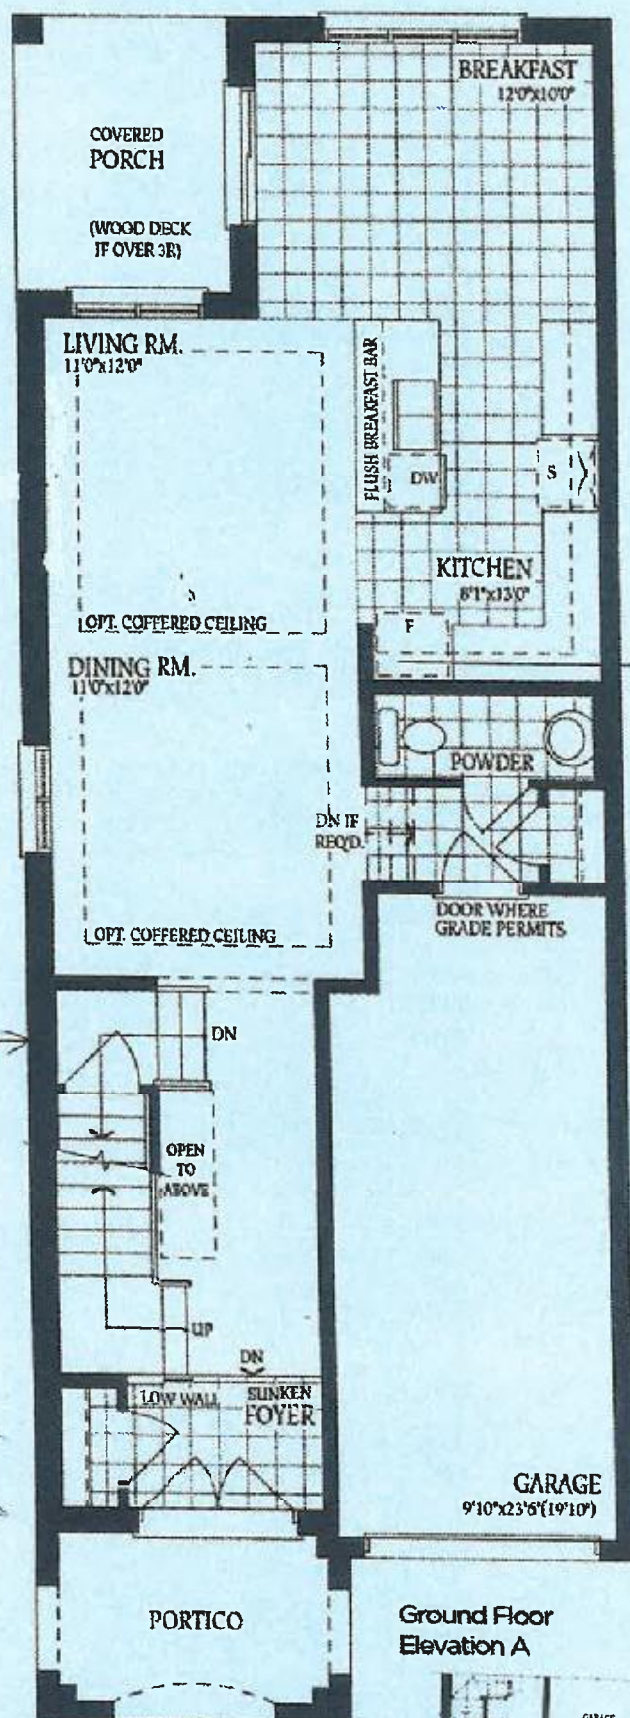 BREAKFAST
12'0"x10'0"
COVERED
PORCH
(WOOD DECK
IF OVER 3R)
LIVING RM.
11'0"x12'0"
FLUSH BREAKFAST BAR
DW
S
KITCHEN
8'1"x13'0"
OPT. COFFERED CEILING
F
DINING RM.
11'0"x12'0"
POWDER
DN IF
REQ'D.
DOOR WHERE
GRADE PERMITS
OPT. COFFERED CEILING
DN
OPEN
TO
ABOVE
UP
DN
LOW WALL
SUNKEN
FOYER
GARAGE
9'10"x23'6"(19'10")
PORTICO
Ground Floor
Elevation A
GARAGE